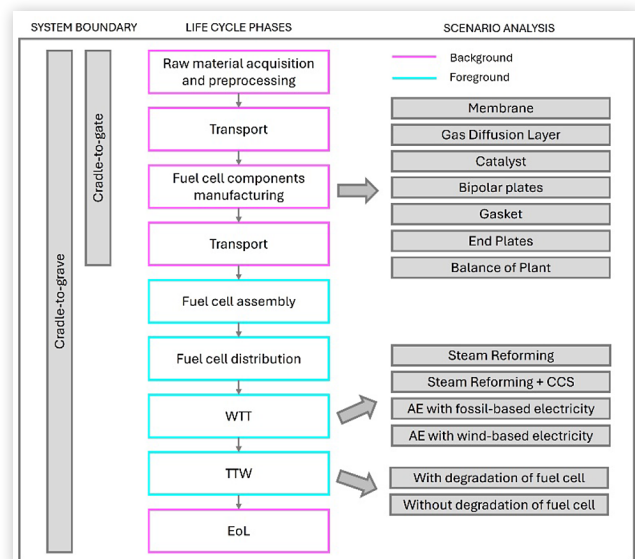 SYSTEM BOUNDARY
LIFE CYCLE PHASES
SCENARIO ANALYSIS
Cradle-to-grave
Cradle-to-gate
Raw material acquisition
and preprocessing
Transport
Fuel cell components
manufacturing
Transport
Fuel cell assembly
Fuel cell distribution
WTT
TTW
EoL
Background
Foreground
Membrane
Gas Diffusion Layer
Catalyst
Bipolar plates
Gasket
End Plates
Balance of Plant
Steam Reforming
Steam Reforming + CCS
AE with fossil-based electricity
AE with wind-based electricity
With degradation of fuel cell
Without degradation of fuel cell